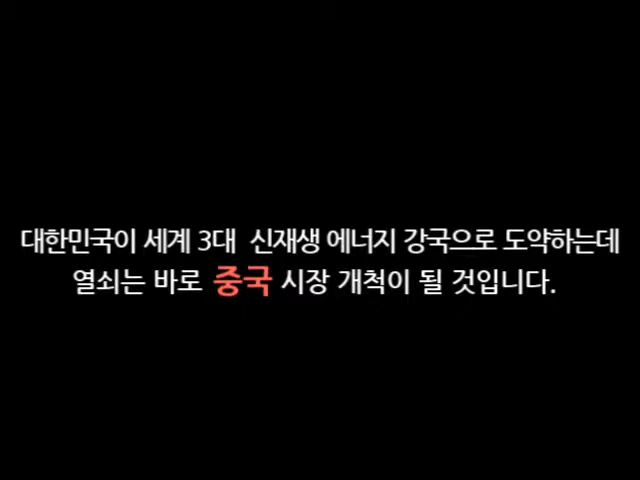 대한민국이 세계 3대 신재생 에너지 강국으로 도약하는데
열쇠는 바로 중국 시장 개척이 될 것입니다.